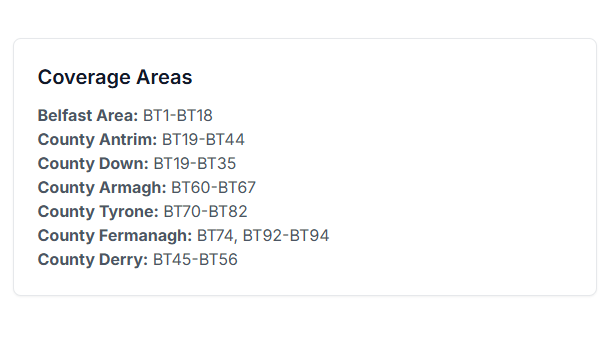 Coverage Areas
Belfast Area: BT1-BT18
County Antrim: BT19-BT44
County Down: BT19-BT35
County Armagh: BT60-BT67
County Tyrone: BT70-BT82
County Fermanagh: BT74, BT92-BT94
County Derry: BT45-BT56